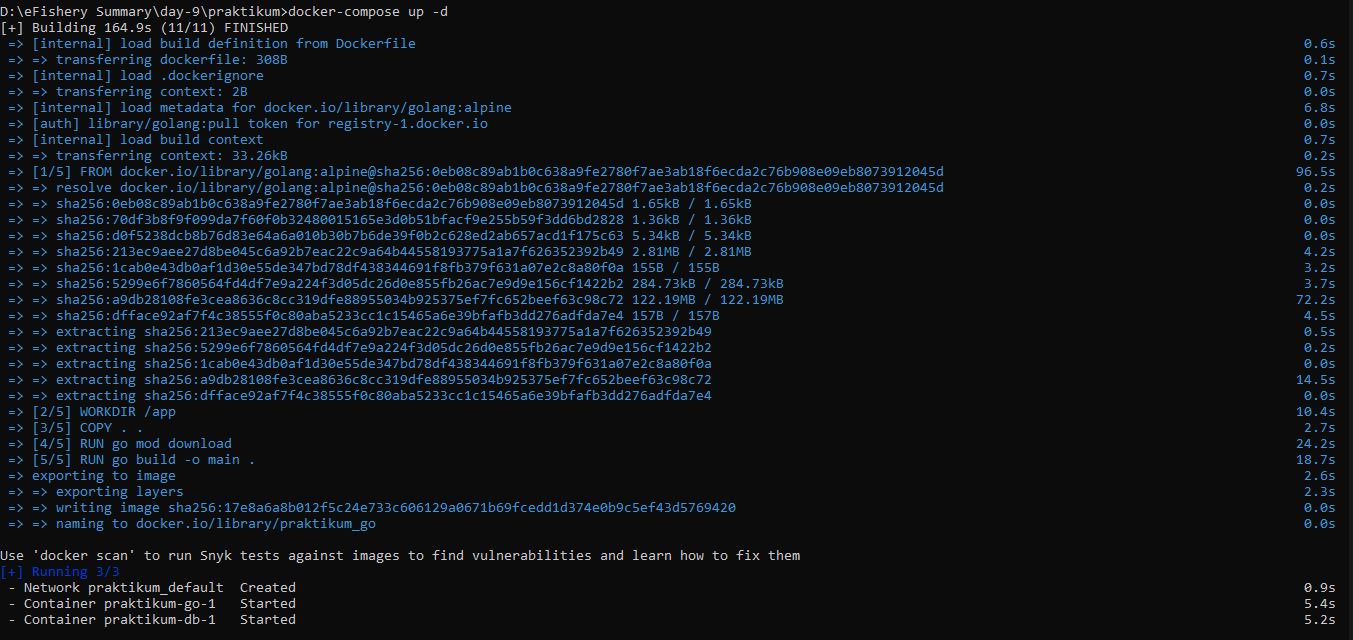 D:\eFishery Summary\day-9\praktikum>docker-compose up -d
[+] Building 164.9s (11/11) FINISHED
=> [internal] load build definition from Dockerfile 0.6s
=> => transferring dockerfile: 308B 0.1s
=> [internal] load .dockerignore 0.7s
=> => transferring context: 2B 0.0s
=> [internal] load metadata for docker.io/library/golang:alpine 6.8s
=> [auth] library/golang:pull token for registry-1.docker.io 0.0s
=> [internal] load build context 0.7s
=> => transferring context: 33.26kB 0.2s
=> [1/5] FROM docker.io/library/golang:alpine@sha256:0eb08c89ab1b0c638a9fe2780f7ae3ab18f6ecda2c76b908e09eb8073912045d 96.5s
=> => resolve docker.io/library/golang:alpine@sha256:0eb08c89ab1b0c638a9fe2780f7ae3ab18f6ecda2c76b908e09eb8073912045d 0.2s
=> => sha256:0eb08c89ab1b0c638a9fe2780f7ae3ab18f6ecda2c76b908e09eb8073912045d 1.65kB / 1.65kB 0.0s
=> => sha256:70df3b8f9f099da7f60f0b32480015165e3d0b51bfacf9e255b59f3dd6bd2828 1.36kB / 1.36kB 0.0s
=> => sha256:d0f5238dcb8b76d83e64a6a010b30b7b6de39f0b2c628ed2ab657acd1f175c63 5.34kB / 5.34kB 0.0s
=> => sha256:213ec9aee27d8be045c6a92b7eac22c9a64b44558193775a1a7f626352392b49 2.81MB / 2.81MB 4.2s
=> => sha256:1cab0e43db0af1d30e55de347bd78df438344691f8fb379f631a07e2c8a80f0a 155B / 155B 3.2s
=> => sha256:5299e6f7860564fd4df7e9a224f3d05dc26d0e855fb26ac7e9d9e156cf1422b2 284.73kB / 284.73kB 3.7s
=> => sha256:a9db28108fe3cea8636c8cc319dfe88955034b925375ef7fc652beef63c98c72 122.19MB / 122.19MB 72.2s
=> => sha256:dfface92af7f4c38555f0c80aba5233cc1c15465a6e39bfafb3dd276adfda7e4 157B / 157B 4.5s
=> => extracting sha256:213ec9aee27d8be045c6a92b7eac22c9a64b44558193775a1a7f626352392b49 0.5s
=> => extracting sha256:5299e6f7860564fd4df7e9a224f3d05dc26d0e855fb26ac7e9d9e156cf1422b2 0.2s
=> => extracting sha256:1cab0e43db0af1d30e55de347bd78df438344691f8fb379f631a07e2c8a80f0a 0.0s
=> => extracting sha256:a9db28108fe3cea8636c8cc319dfe88955034b925375ef7fc652beef63c98c72 14.5s
=> => extracting sha256:dfface92af7f4c38555f0c80aba5233cc1c15465a6e39bfafb3dd276adfda7e4 0.0s
=> [2/5] WORKDIR /app 10.4s
=> [3/5] COPY . . 2.7s
=> [4/5] RUN go mod download 24.2s
=> [5/5] RUN go build -o main . 18.7s
=> exporting to image 2.6s
=> => exporting layers 2.3s
=> => writing image sha256:17e8a6a8b012f5c24e733c606129a0671b69fcedd1d374e0b9c5ef43d5769420 0.0s
=> => naming to docker.io/library/praktikum_go 0.0s
Use 'docker scan' to run Snyk tests against images to find vulnerabilities and learn how to fix them
[+] Running 3/3
- Network praktikum_default Created 0.9s
- Container praktikum-go-1 Started 5.4s
- Container praktikum-db-1 Started 5.2s